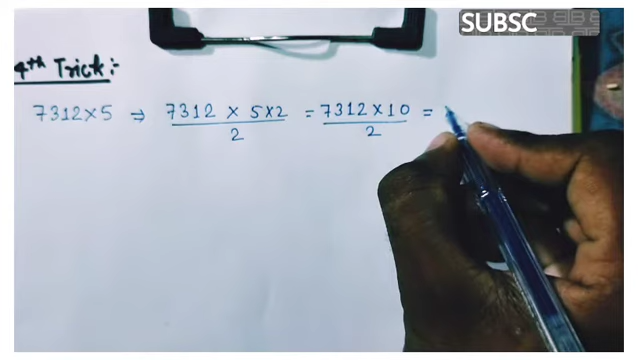 SUBSC
4th Trick:-
7312×5 ⇒ 7312 × 5×2 / 2 = 7312×10 / 2 =